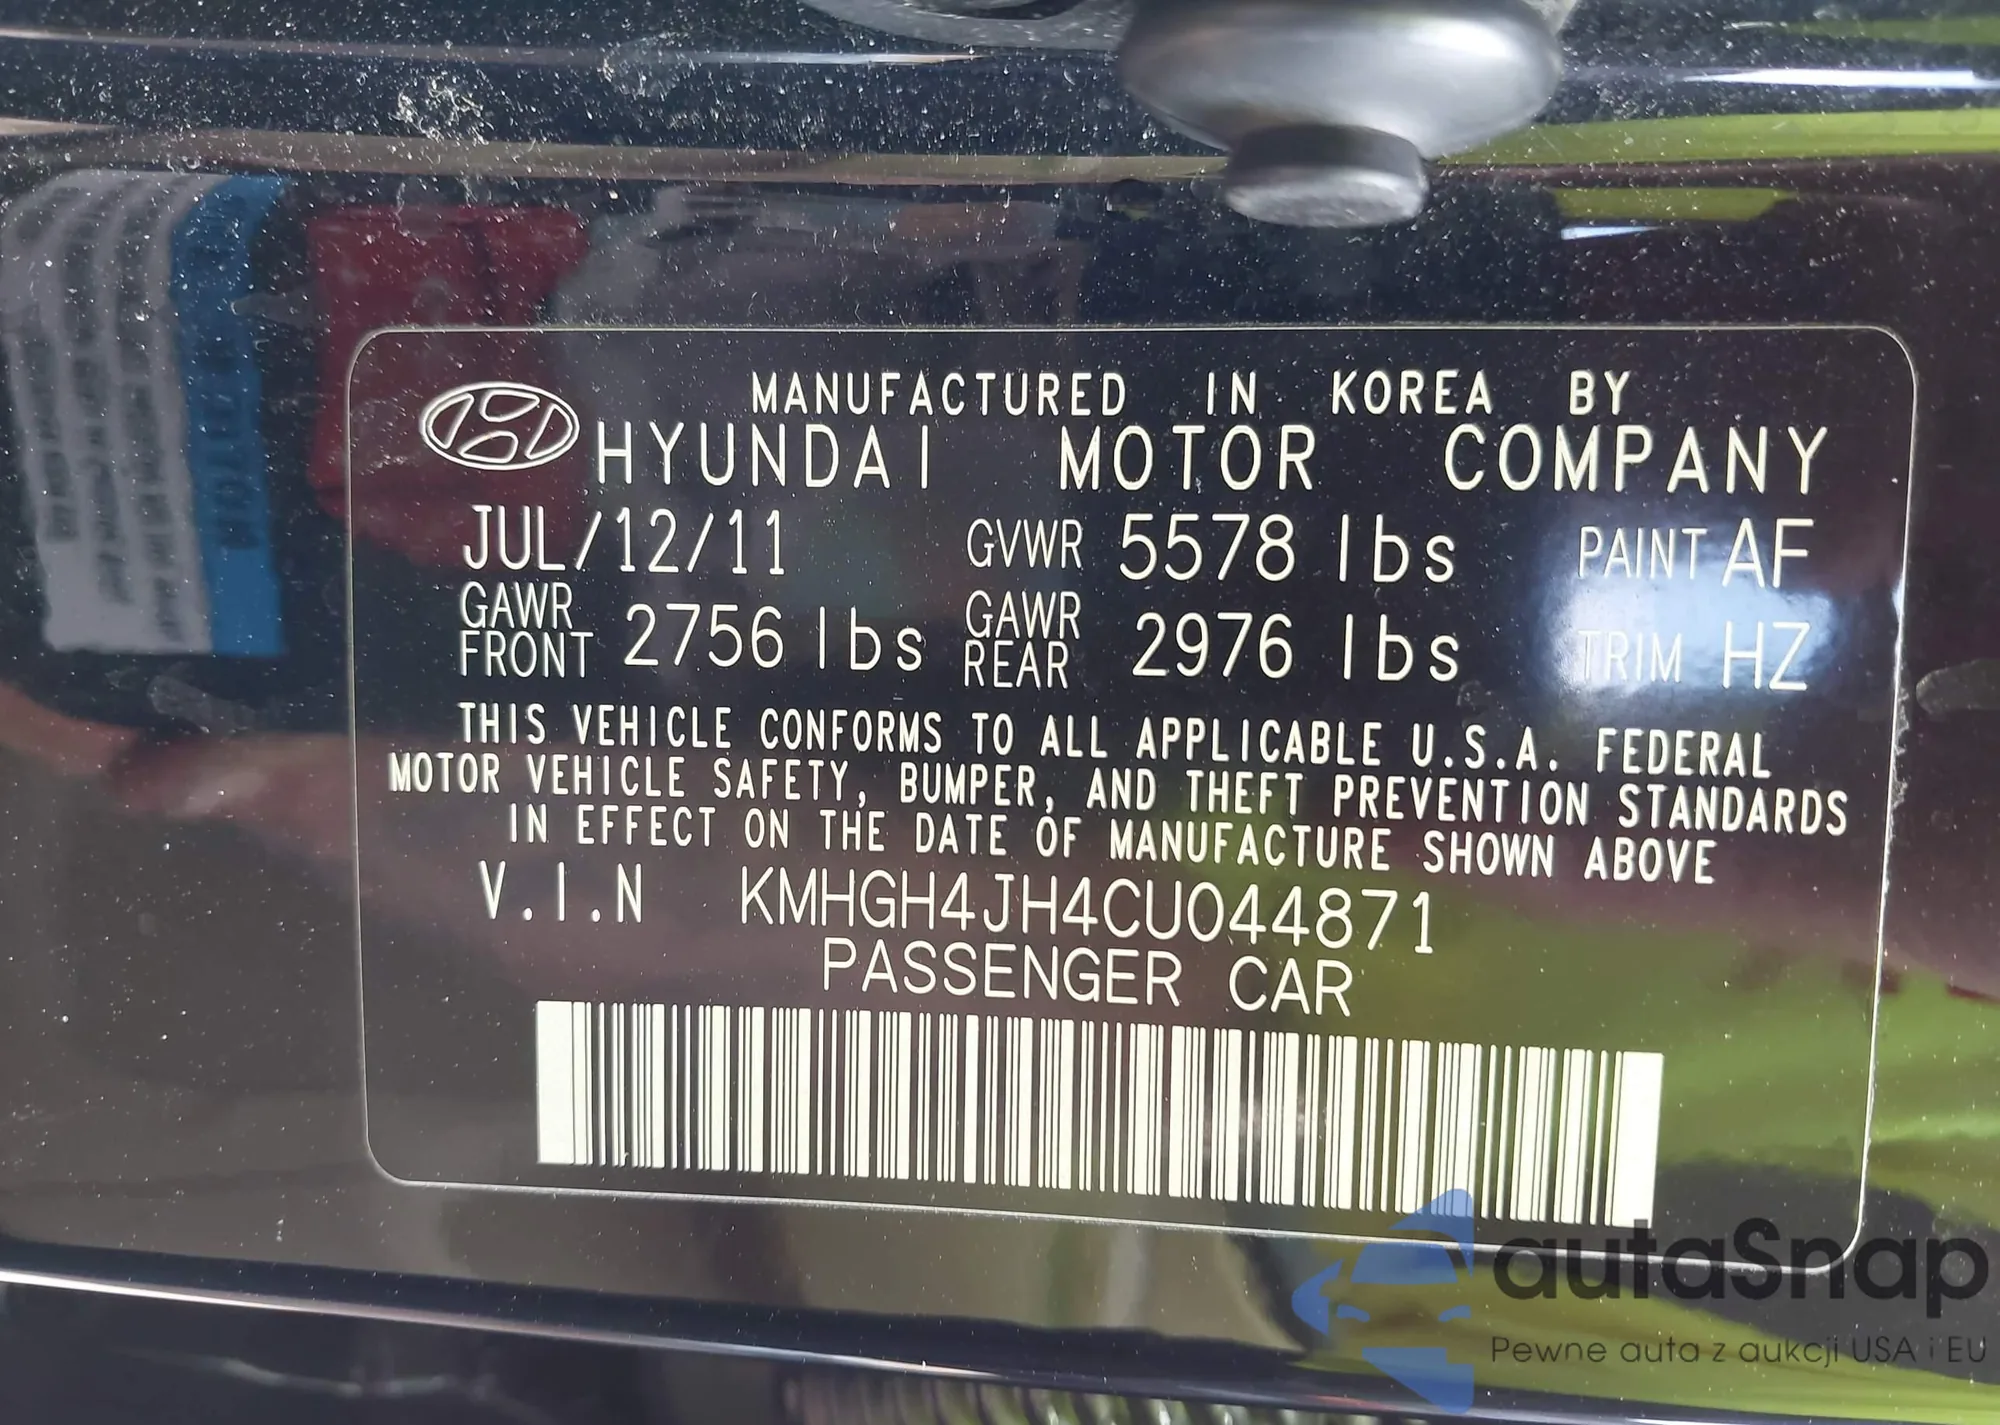 MANUFACTURED IN KOREA BY
HYUNDAI MOTOR COMPANY
JUL/12/11 GVWR 5578 lbs PAINT AF
GAWR FRONT 2756 lbs GAWR REAR 2976 lbs TRIM HZ
THIS VEHICLE CONFORMS TO ALL APPLICABLE U.S.A. FEDERAL
MOTOR VEHICLE SAFETY, BUMPER, AND THEFT PREVENTION STANDARDS
IN EFFECT ON THE DATE OF MANUFACTURE SHOWN ABOVE
V.I.N KMHGH4JH4CU044871
PASSENGER CAR
autaSnap
Pewne auta z aukcji USA i EU